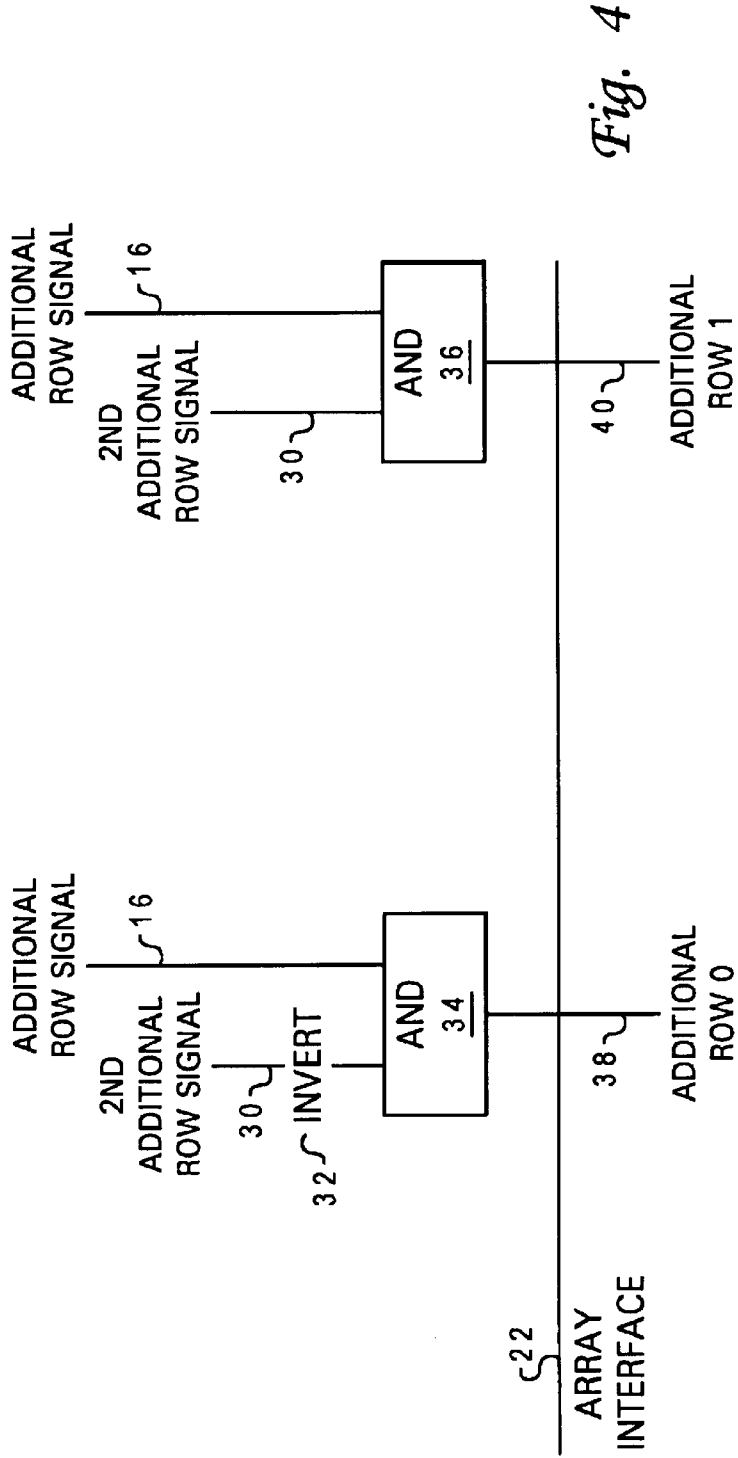 ADDITIONAL
ROW SIGNAL
16
2ND
ADDITIONAL
ROW SIGNAL
30
32
INVERT
AND
34
38
ADDITIONAL
ROW 0
ADDITIONAL
ROW SIGNAL
16
2ND
ADDITIONAL
ROW SIGNAL
30
AND
36
40
ADDITIONAL
ROW 1
22
ARRAY
INTERFACE
Fig. 4